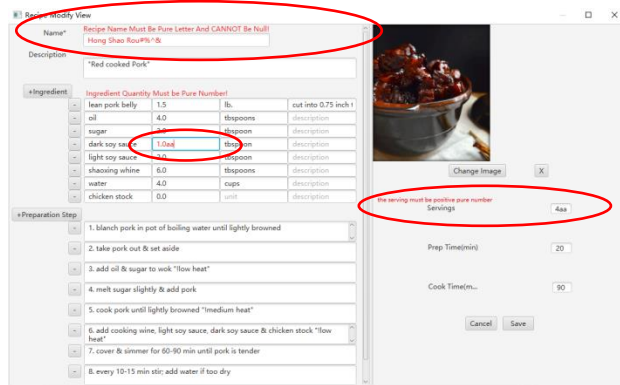 Recipe Modify View
Recipe Name Must Be Pure Letter And CANNOT Be Null!
Name*
Hong Shao Rou#%^&
Description
"Red cooked Pork"
+Ingredient
Ingredient Quantity Must be Pure Number!
- lean pork belly 1.5 lb. cut into 0.75 inch
- oil 4.0 tbspoons description
- sugar tbspoon description
- dark soy sauce 1.0aa tbspoon description
- light soy sauce tbspoon description
- shaoxing whine 6.0 tbspoons description
- water 4.0 cups description
- chicken stock 0.0 unit description
+Preparation Step
- 1. blanch pork in pot of boiling water until lightly browned
- 2. take pork out & set aside
- 3. add oil & sugar to wok "llow heat"
- 4. melt sugar slightly & add pork
- 5. cook pork until lightly browned "lmedium heat"
- 6. add cooking wine, light soy sauce, dark soy sauce & chicken stock "llow
heat"
- 7. cover & simmer for 60-90 min until pork is tender
- 8. every 10-15 min stir; add water if too dry
Change Image X
the serving must be positive pure number
Servings 4aa
Prep Time(min) 20
Cook Time(m... 90
Cancel Save